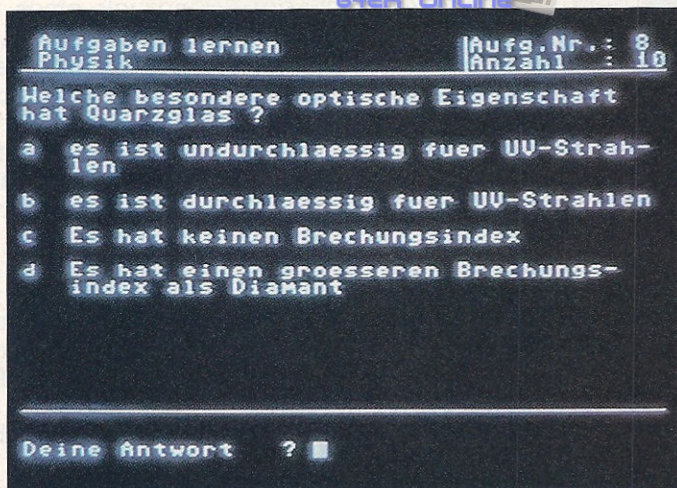 64ER ONLINE
Aufgaben lernen |Aufg.Nr.: 8
Physik |Anzahl : 10
Welche besondere optische Eigenschaft
hat Quarzglas ?
a es ist undurchlaessig fuer UV-Strah-
len
b es ist durchlaessig fuer UV-Strahlen
c Es hat keinen Brechungsindex
d Es hat einen groesseren Brechungs-
index als Diamant
Deine Antwort ?